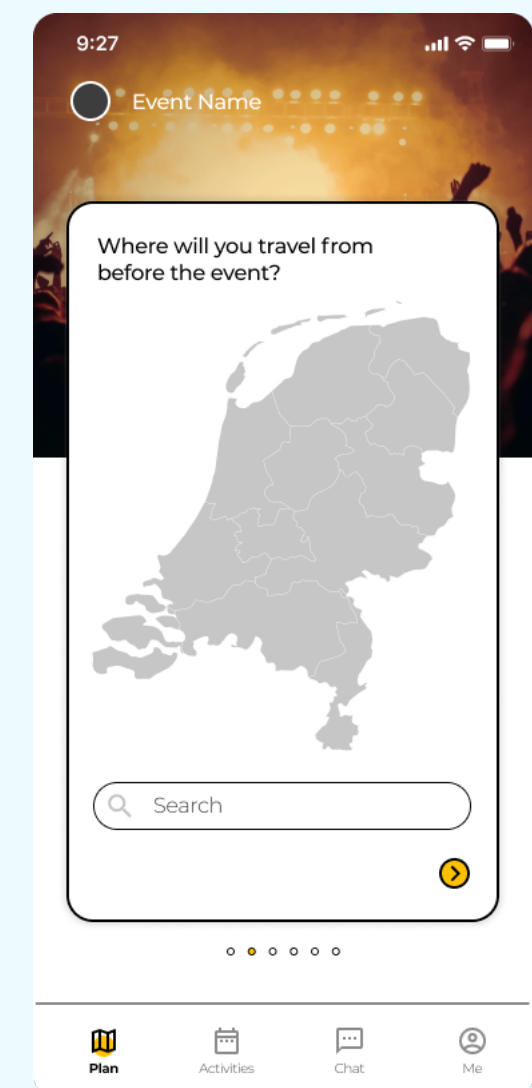 9:27
Event Name
Where will you travel from
before the event?
Search
Plan
Activities
Chat
Me